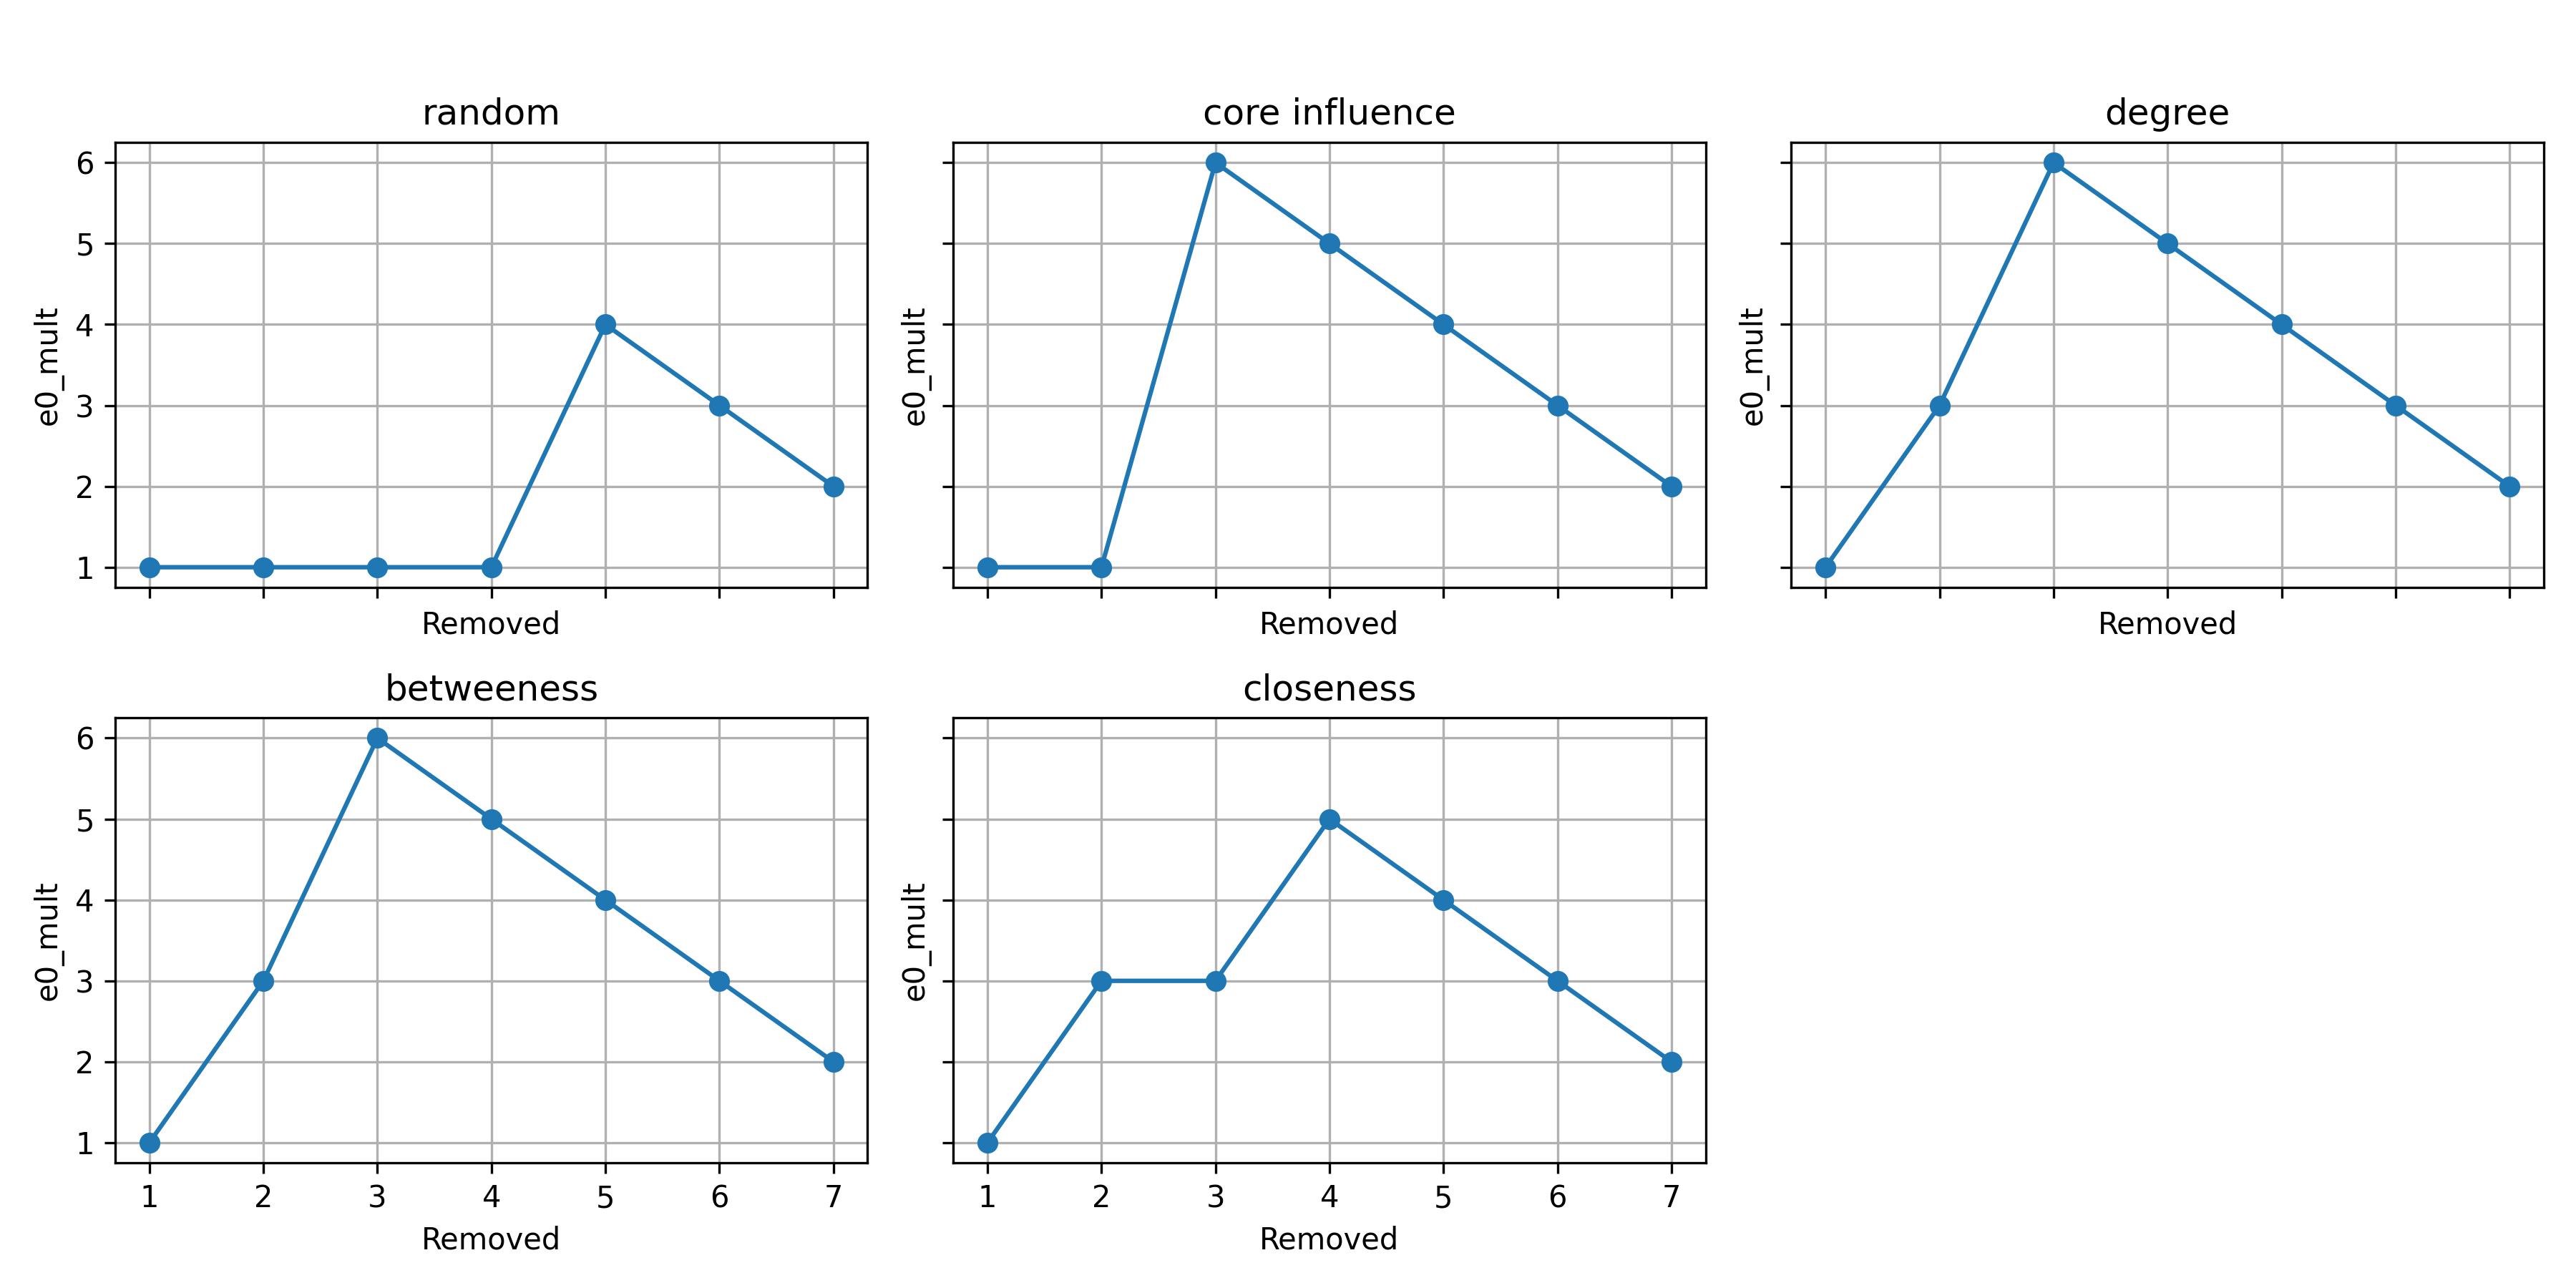 random
core influence
degree
6
5
4
3
2
1
e0_mult
e0_mult
e0_mult
Removed
Removed
Removed
betweeness
closeness
6
5
4
3
2
1
e0_mult
e0_mult
1 2 3 4 5 6 7
1 2 3 4 5 6 7
Removed
Removed